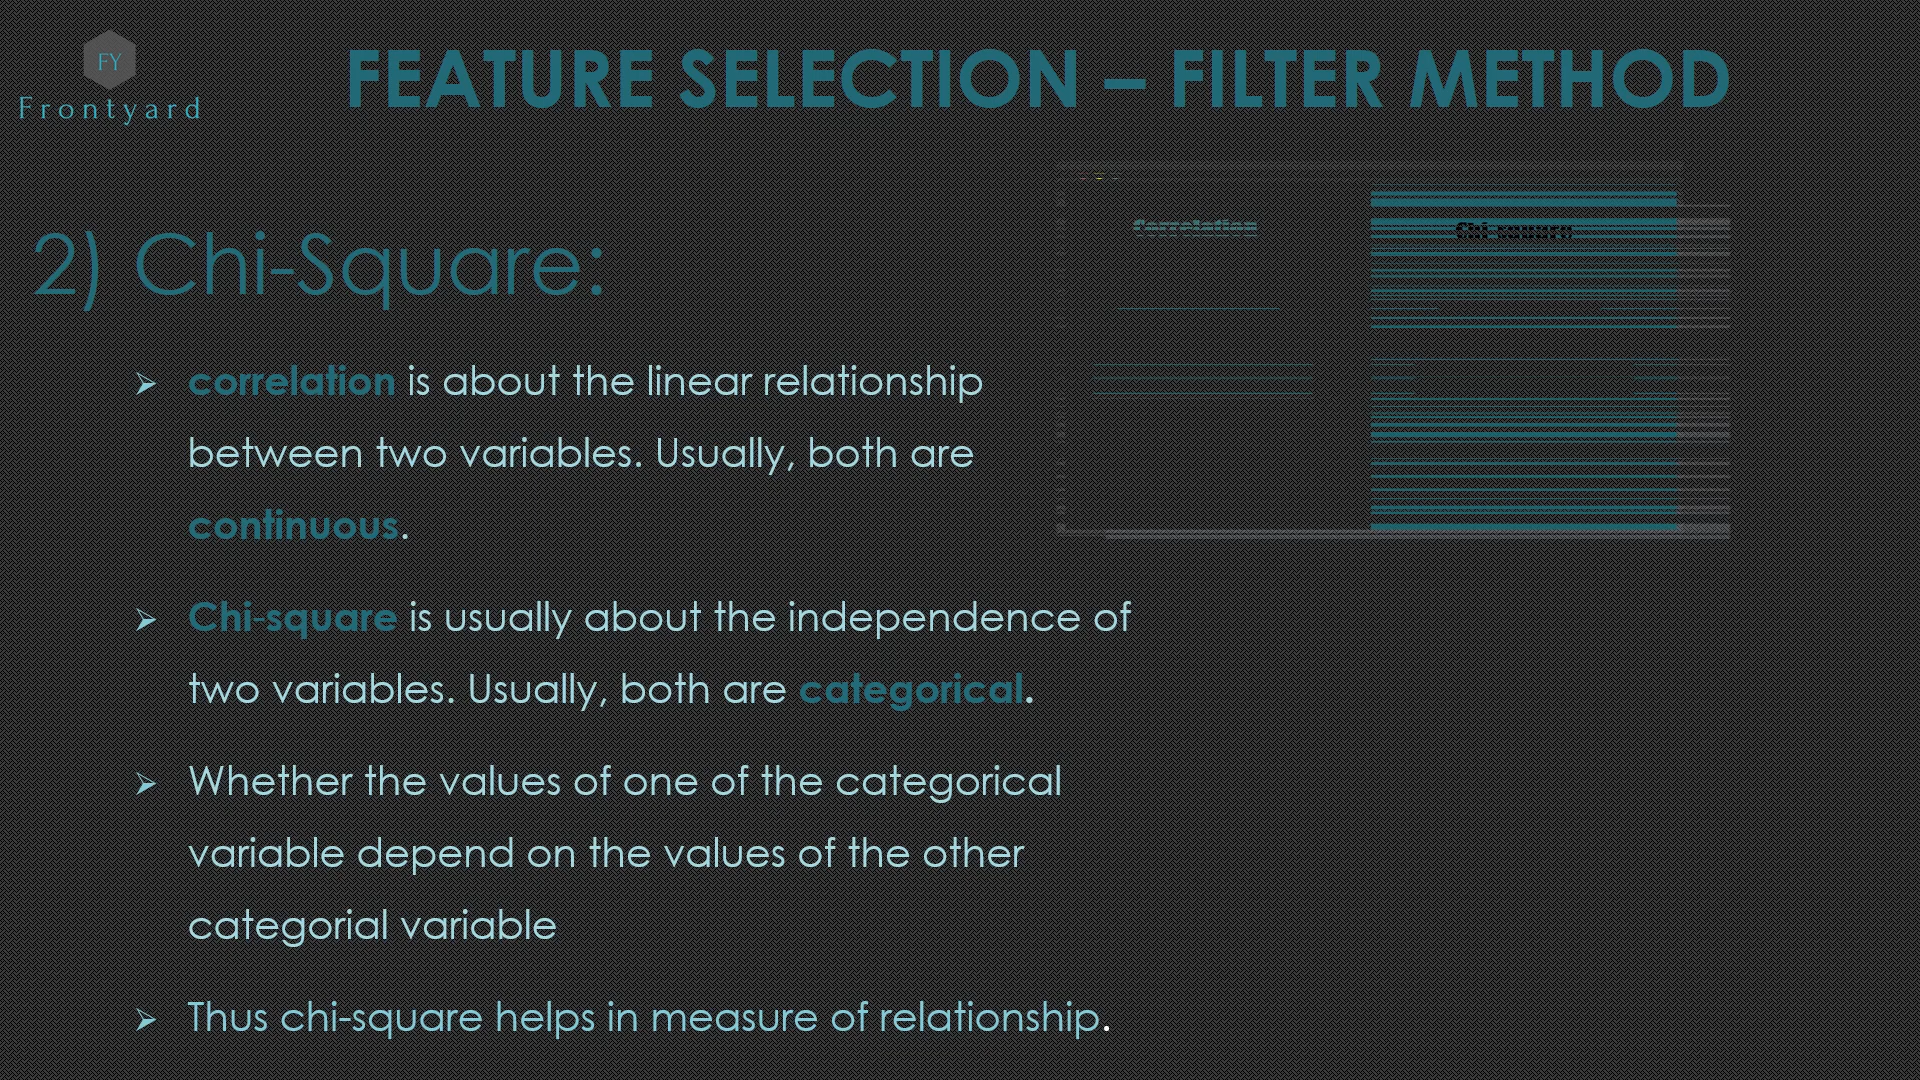 FY
Frontyard
FEATURE SELECTION – FILTER METHOD
Correlation
Chi-square
2) Chi-Square:
➢ correlation is about the linear relationship
between two variables. Usually, both are
continuous.
➢ Chi-square is usually about the independence of
two variables. Usually, both are categorical.
➢ Whether the values of one of the categorical
variable depend on the values of the other
categorial variable
➢ Thus chi-square helps in measure of relationship.